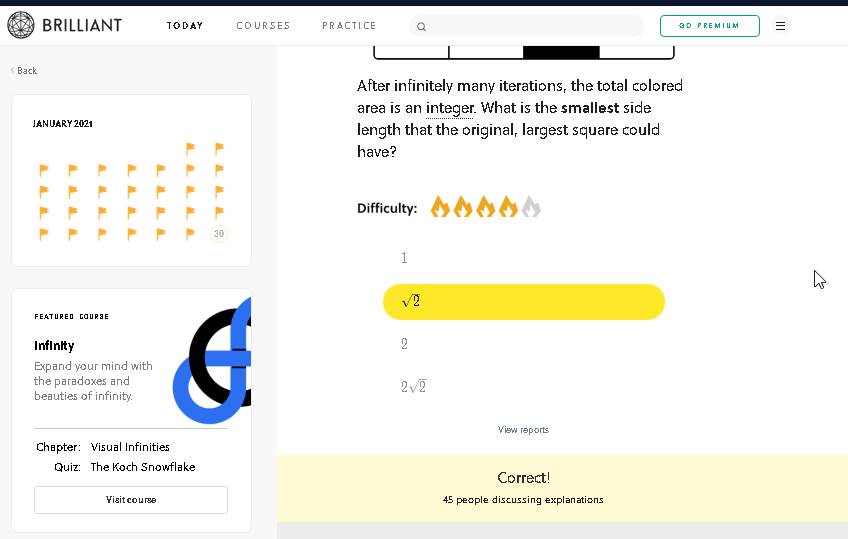 BRILLIANT
TODAY
COURSES
PRACTICE
GO PREMIUM
Back
JANUARY 2021
30
FEATURED COURSE
Infinity
Expand your mind with
the paradoxes and
beauties of infinity.
Chapter: Visual Infinities
Quiz: The Koch Snowflake
Visit course
After infinitely many iterations, the total colored
area is an integer. What is the smallest side
length that the original, largest square could
have?
Difficulty:
1
√2
2
2√2
View reports
Correct!
45 people discussing explanations